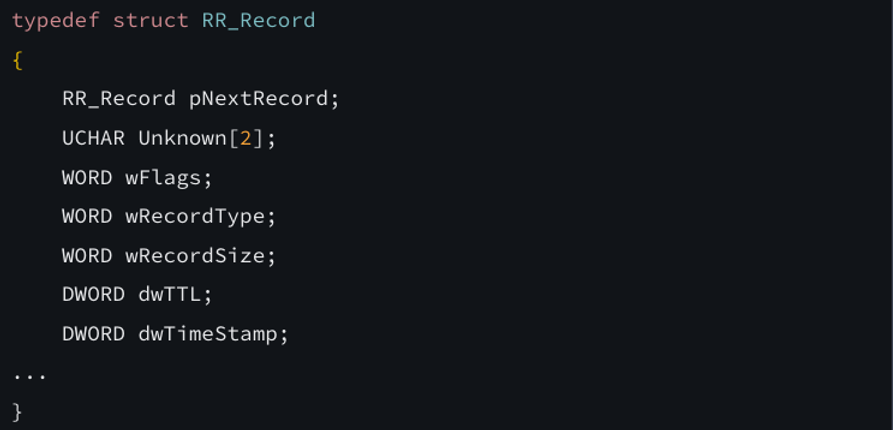 typedef struct RR_Record
{
    RR_Record pNextRecord;
    UCHAR Unknown[2];
    WORD wFlags;
    WORD wRecordType;
    WORD wRecordSize;
    DWORD dwTTL;
    DWORD dwTimeStamp;
...
}